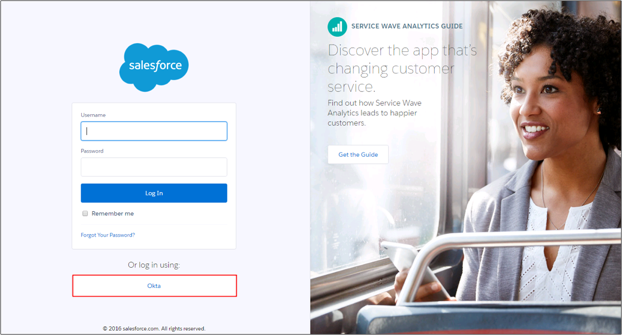 salesforce
Username
Password
Log In
Remember me
Forgot Your Password?
Or log in using:
Okta
© 2016 salesforce.com. All rights reserved.
SERVICE WAVE ANALYTICS GUIDE
Discover the app that's
changing customer
service.
Find out how Service Wave
Analytics leads to happier
customers.
Get the Guide